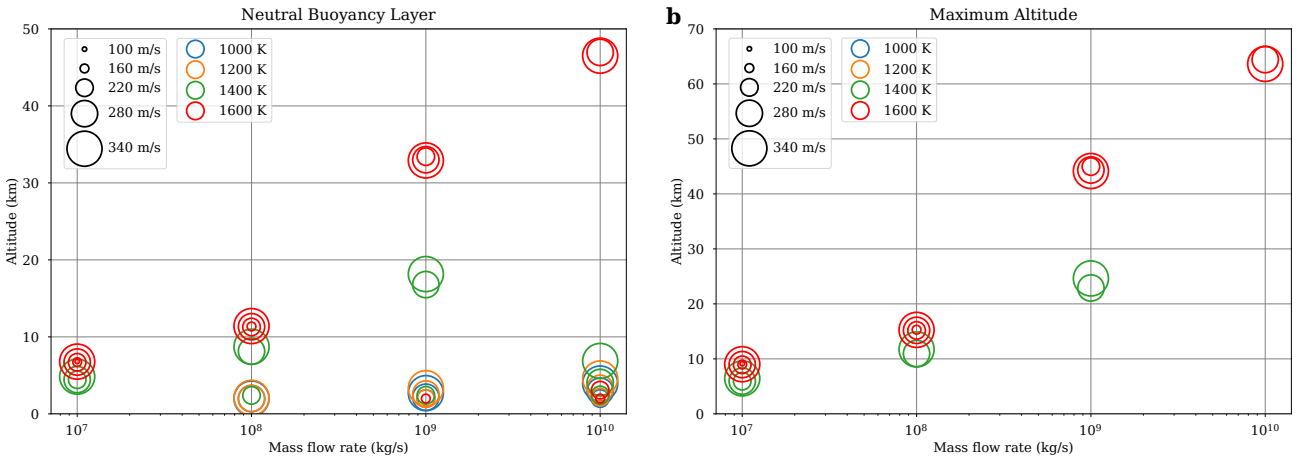 Neutral Buoyancy Layer
50
40
30
20
10
0
Altitude (km)
100 m/s
160 m/s
220 m/s
280 m/s
340 m/s
1000 K
1200 K
1400 K
1600 K
10⁷
10⁸
10⁹
10¹⁰
Mass flow rate (kg/s)
b
Maximum Altitude
70
60
50
40
30
20
10
0
Altitude (km)
100 m/s
160 m/s
220 m/s
280 m/s
340 m/s
1000 K
1200 K
1400 K
1600 K
10⁷
10⁸
10⁹
10¹⁰
Mass flow rate (kg/s)